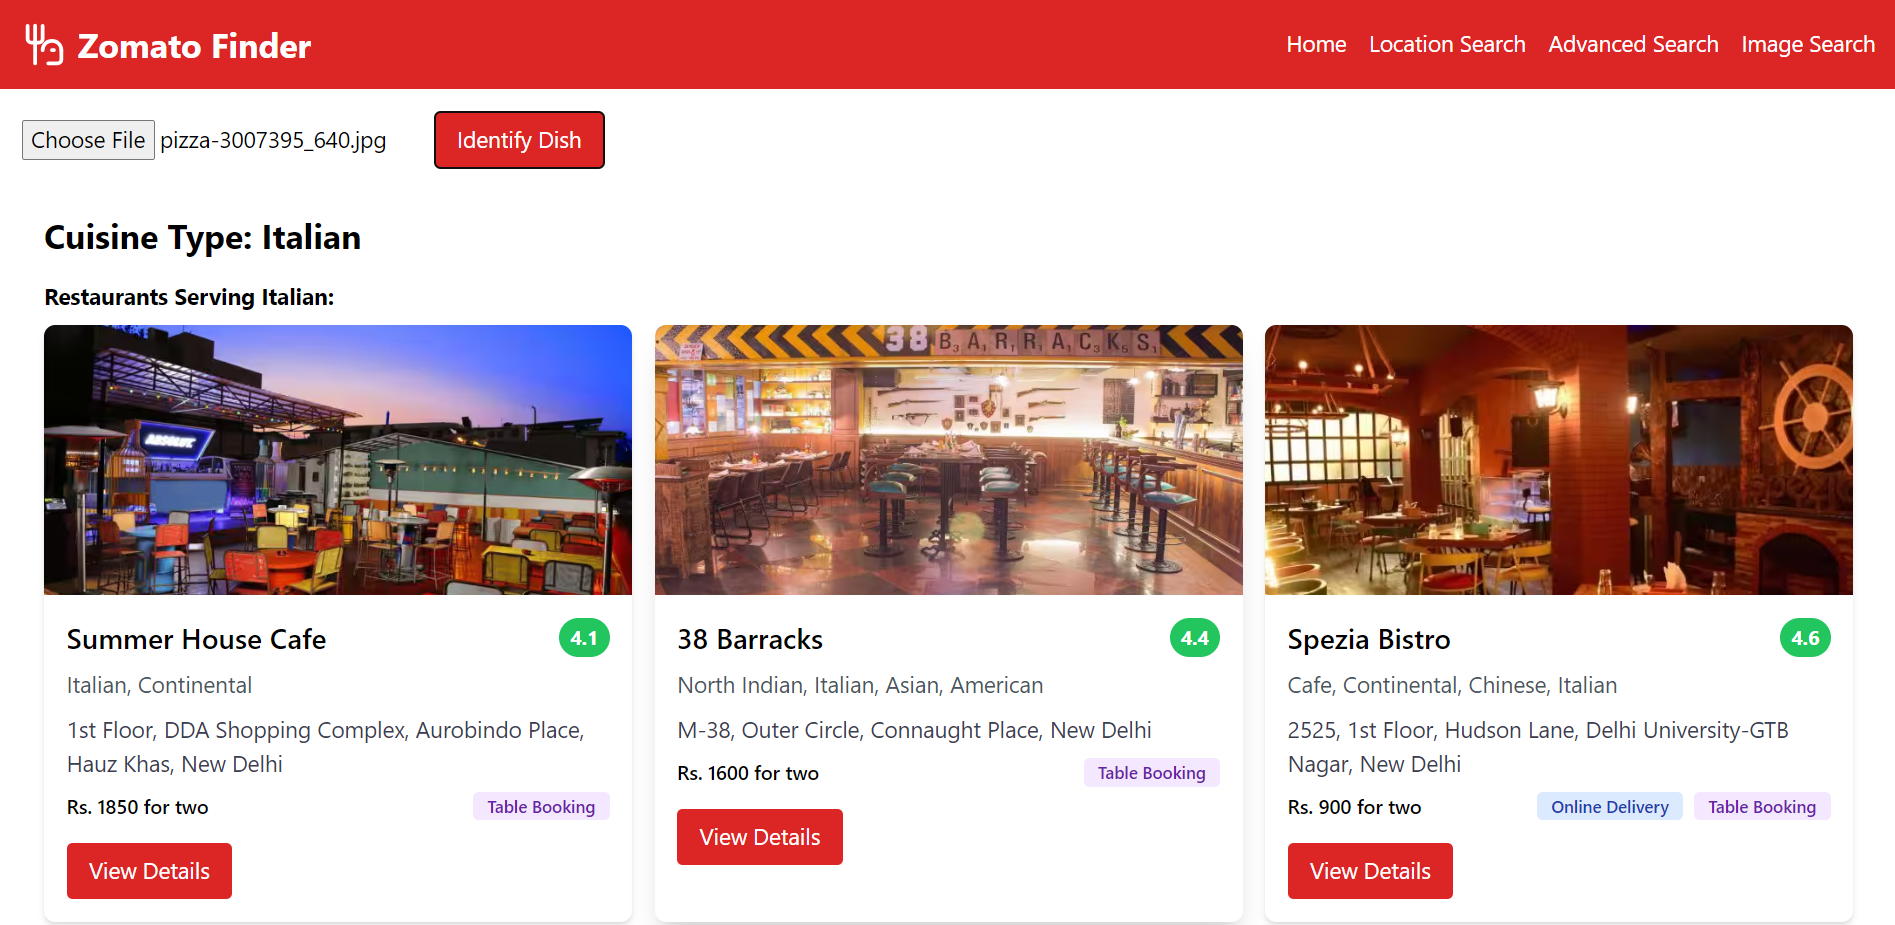 Zomato Finder
Home Location Search Advanced Search Image Search
Choose File pizza-3007395_640.jpg Identify Dish
Cuisine Type: Italian
Restaurants Serving Italian:
ABSOLUT
38 BARRACKS
Summer House Cafe 4.1
Italian, Continental
1st Floor, DDA Shopping Complex, Aurobindo Place,
Hauz Khas, New Delhi
Rs. 1850 for two Table Booking
View Details
38 Barracks 4.4
North Indian, Italian, Asian, American
M-38, Outer Circle, Connaught Place, New Delhi
Rs. 1600 for two Table Booking
View Details
Spezia Bistro 4.6
Cafe, Continental, Chinese, Italian
2525, 1st Floor, Hudson Lane, Delhi University-GTB
Nagar, New Delhi
Rs. 900 for two Online Delivery Table Booking
View Details